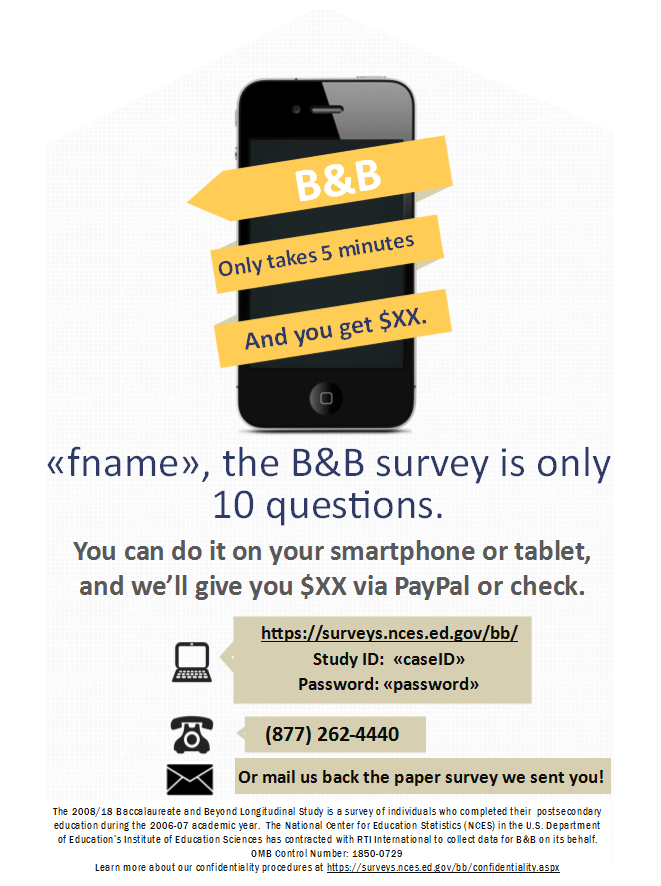 B&B
Only takes 5 minutes
And you get $XX.
«fname», the B&B survey is only
10 questions.
You can do it on your smartphone or tablet,
and we'll give you $XX via PayPal or check.
https://surveys.nces.ed.gov/bb/
Study ID: «caseID»
Password: «password»
(877) 262-4440
Or mail us back the paper survey we sent you!
The 2008/18 Baccalaureate and Beyond Longitudinal Study is a survey of individuals who completed their postsecondary
education during the 2006-07 academic year. The National Center for Education Statistics (NCES) in the U.S. Department
of Education's Institute of Education Sciences has contracted with RTI International to collect data for B&B on its behalf.
OMB Control Number: 1850-0729
Learn more about our confidentiality procedures at https://surveys.nces.ed.gov/bb/confidentiality.aspx